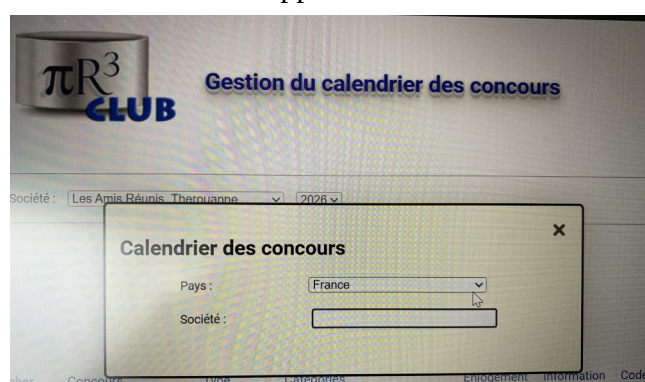 πR3
CLUB
Gestion du calendrier des concours
Société : Les Amis Réunis Therouanne 2026
Calendrier des concours
Pays : France
Société :
Concours Type Catégories Enlogement Information Code